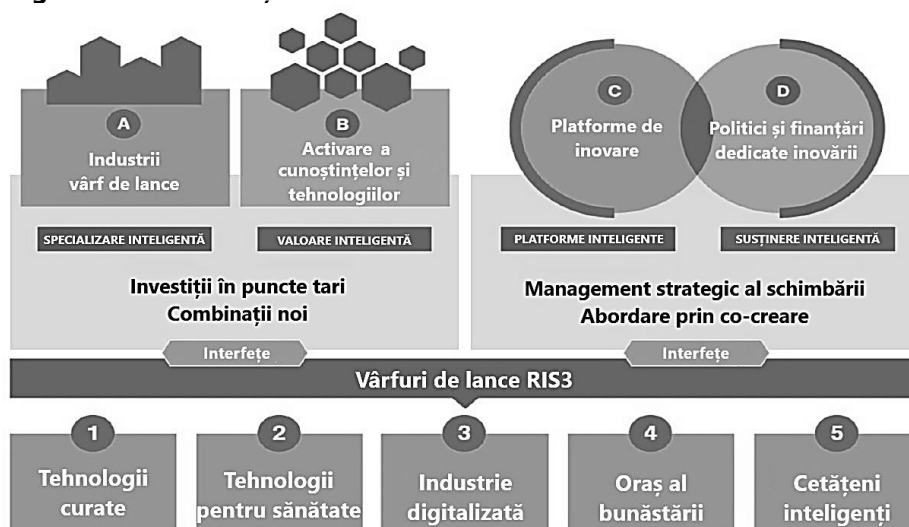 A
Industrii
vârf de lance
B
Activare a
cunoștințelor și
tehnologiilor
C
Platforme de
inovare
D
Politici și finanțări
dedicate inovării
SPECIALIZARE INTELIGENTĂ
VALOARE INTELIGENTĂ
PLATFORME INTELIGENTE
SUSȚINERE INTELIGENTĂ
Investiții în puncte tari
Combinații noi
Management strategic al schimbării
Abordare prin co-creare
Interfețe
Interfețe
Vârfuri de lance RIS3
1
Tehnologii
curate
2
Tehnologii
pentru sănătate
3
Industrie
digitalizată
4
Oraș al
bunăstării
5
Cetățeni
inteligenți